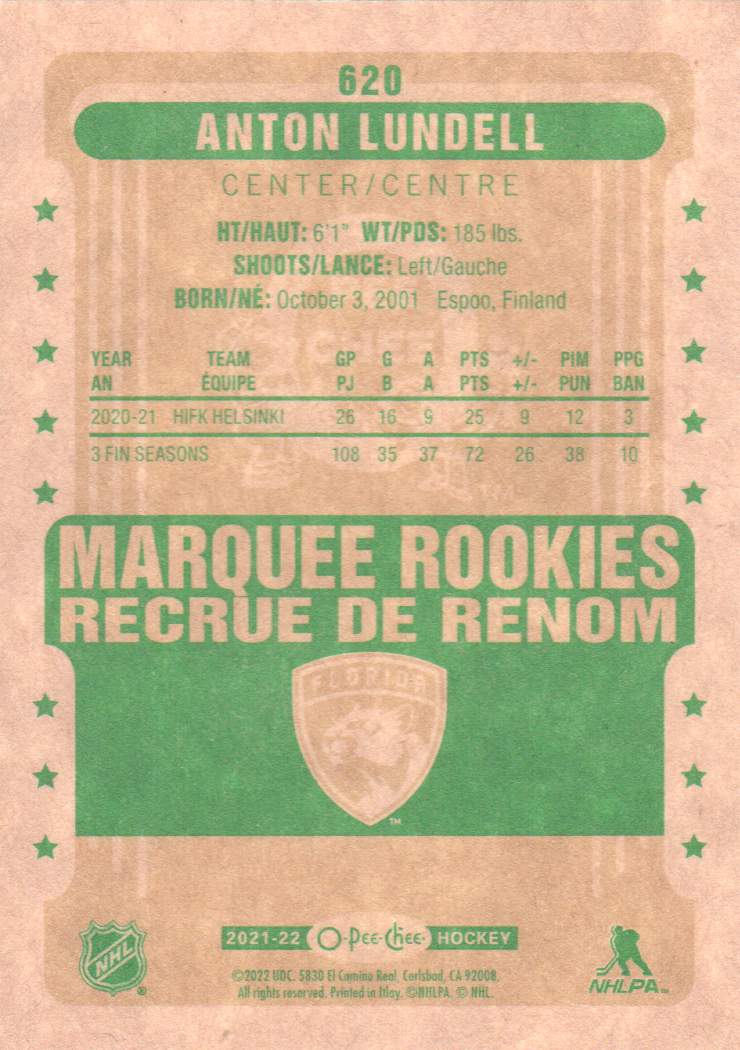 620
ANTON LUNDELL
CENTER/CENTRE
HT/HAUT: 6'1" WT/PDS: 185 lbs.
SHOOTS/LANCE: Left/Gauche
BORN/NÉ: October 3, 2001 Espoo, Finland
YEAR TEAM GP G A PTS +/- PIM PPG
AN ÉQUIPE PJ B A PTS +/- PUN BAN
2020-21 HIFK HELSINKI 26 16 9 25 9 12 3
3 FIN SEASONS 108 35 37 72 26 38 10
MARQUEE ROOKIES
RECRUE DE RENOM
FLORIDA
TM
2021-22 O-Pee-Chee HOCKEY
NHL ®
©2022 UDC. 5830 El Camino Real, Carlsbad, CA 92008.
All rights reserved. Printed in Italy. ©NHLPA. © NHL.
NHLPA™